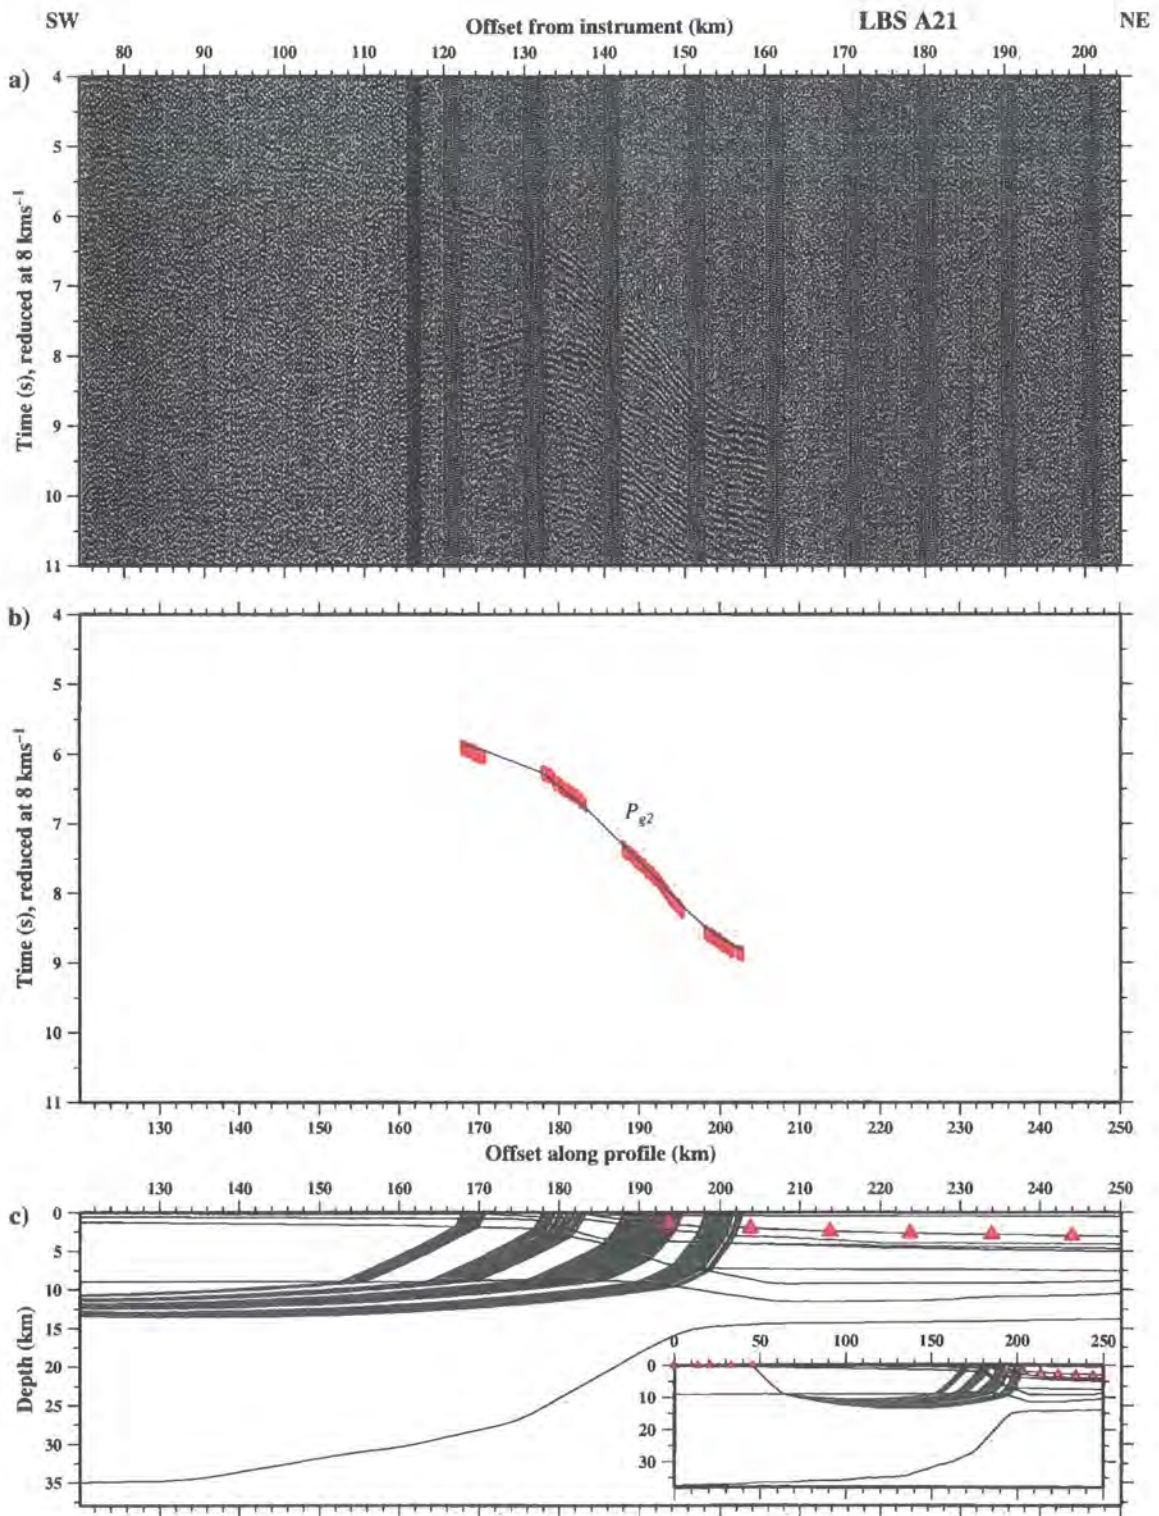 SW Offset from instrument (km) LBS A21 NE
80 90 100 110 120 130 140 150 160 170 180 190 200
a)
4
5
6
7
8
9
10
11
Time (s), reduced at 8 kms⁻¹
b)
4
5
6
7
8
9
10
11
Time (s), reduced at 8 kms⁻¹
Pg2
130 140 150 160 170 180 190 200 210 220 230 240 250
Offset along profile (km)
130 140 150 160 170 180 190 200 210 220 230 240 250
c)
0
5
10
15
20
25
30
35
Depth (km)
0 50 100 150 200 250
0
10
20
30